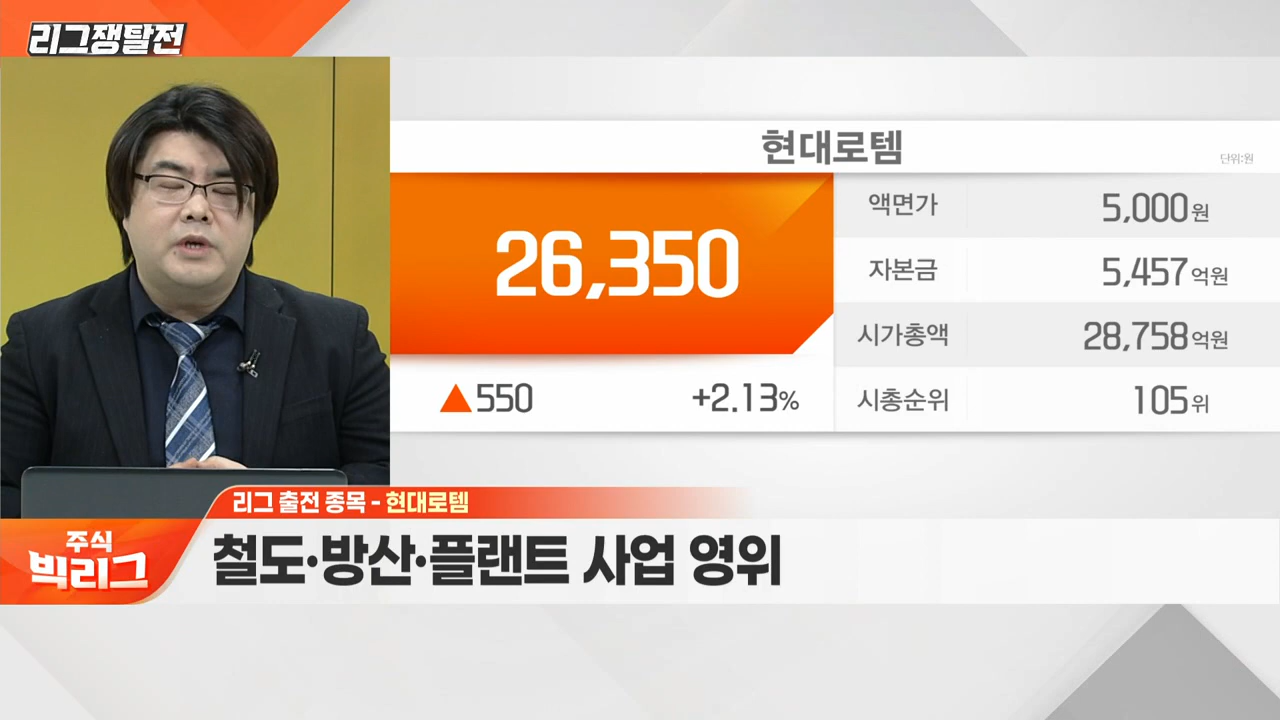 리그쟁탈전
현대로템
단위:원
26,350
▲550 +2.13%
액면가 5,000원
자본금 5,457억원
시가총액 28,758억원
시총순위 105위
리그 출전 종목 - 현대로템
주식
빅리그
철도·방산·플랜트 사업 영위